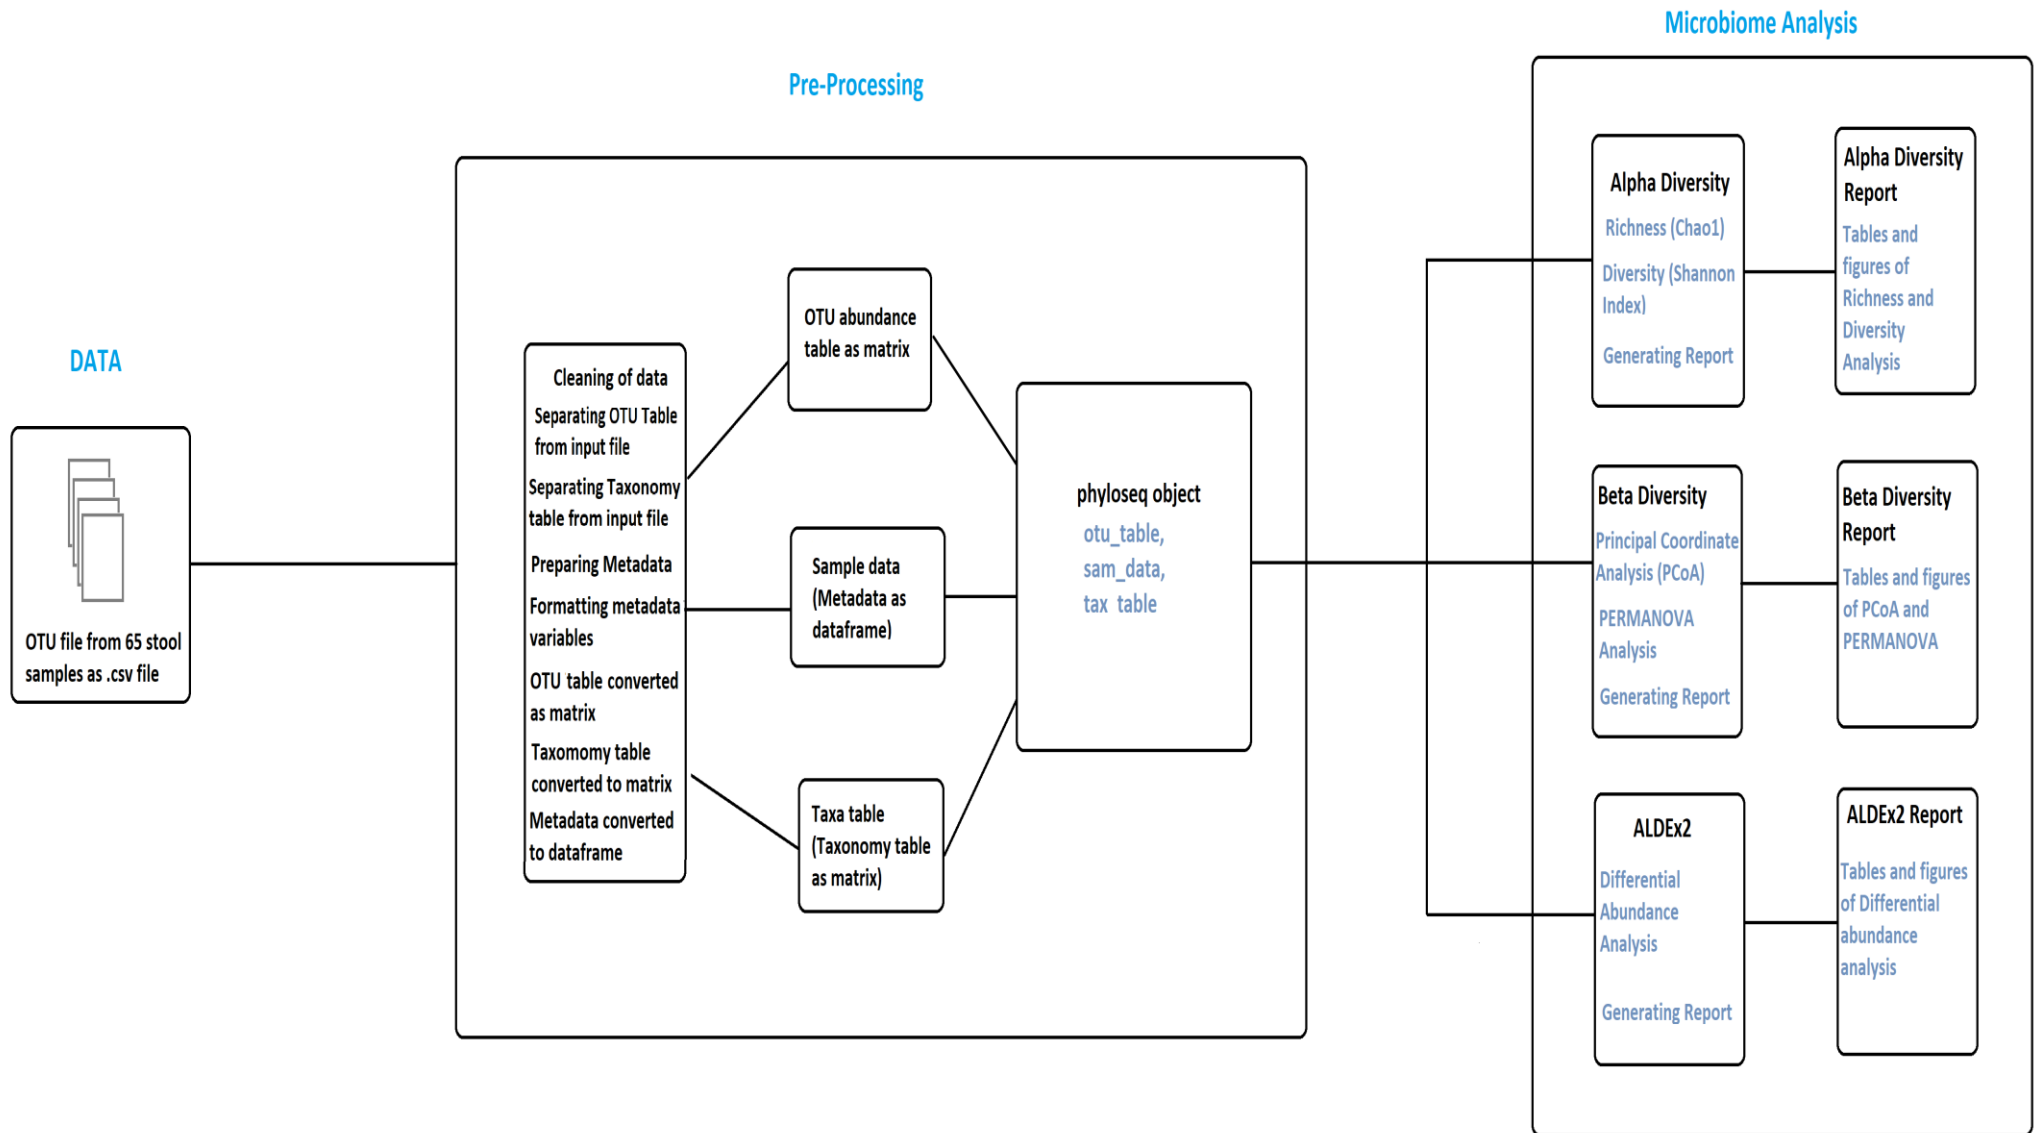 Microbiome Analysis
Pre-Processing
DATA
OTU file from 65 stool
samples as .csv file
Cleaning of data
Separating OTU Table
from input file
Separating Taxonomy
table from input file
Preparing Metadata
Formatting metadata
variables
OTU table converted
as matrix
Taxomomy table
converted to matrix
Metadata converted
to dataframe
OTU abundance
table as matrix
Sample data
(Metadata as
dataframe)
Taxa table
(Taxonomy table
as matrix)
phyloseq object
otu_table,
sam_data,
tax table
Alpha Diversity
Richness (Chao1)
Diversity (Shannon
Index)
Generating Report
Alpha Diversity
Report
Tables and
figures of
Richness and
Diversity
Analysis
Beta Diversity
Principal Coordinate
Analysis (PCoA)
PERMANOVA
Analysis
Generating Report
Beta Diversity
Report
Tables and figures
of PCoA and
PERMANOVA
ALDEx2
Differential
Abundance
Analysis
Generating Report
ALDEx2 Report
Tables and figures
of Differential
abundance
analysis